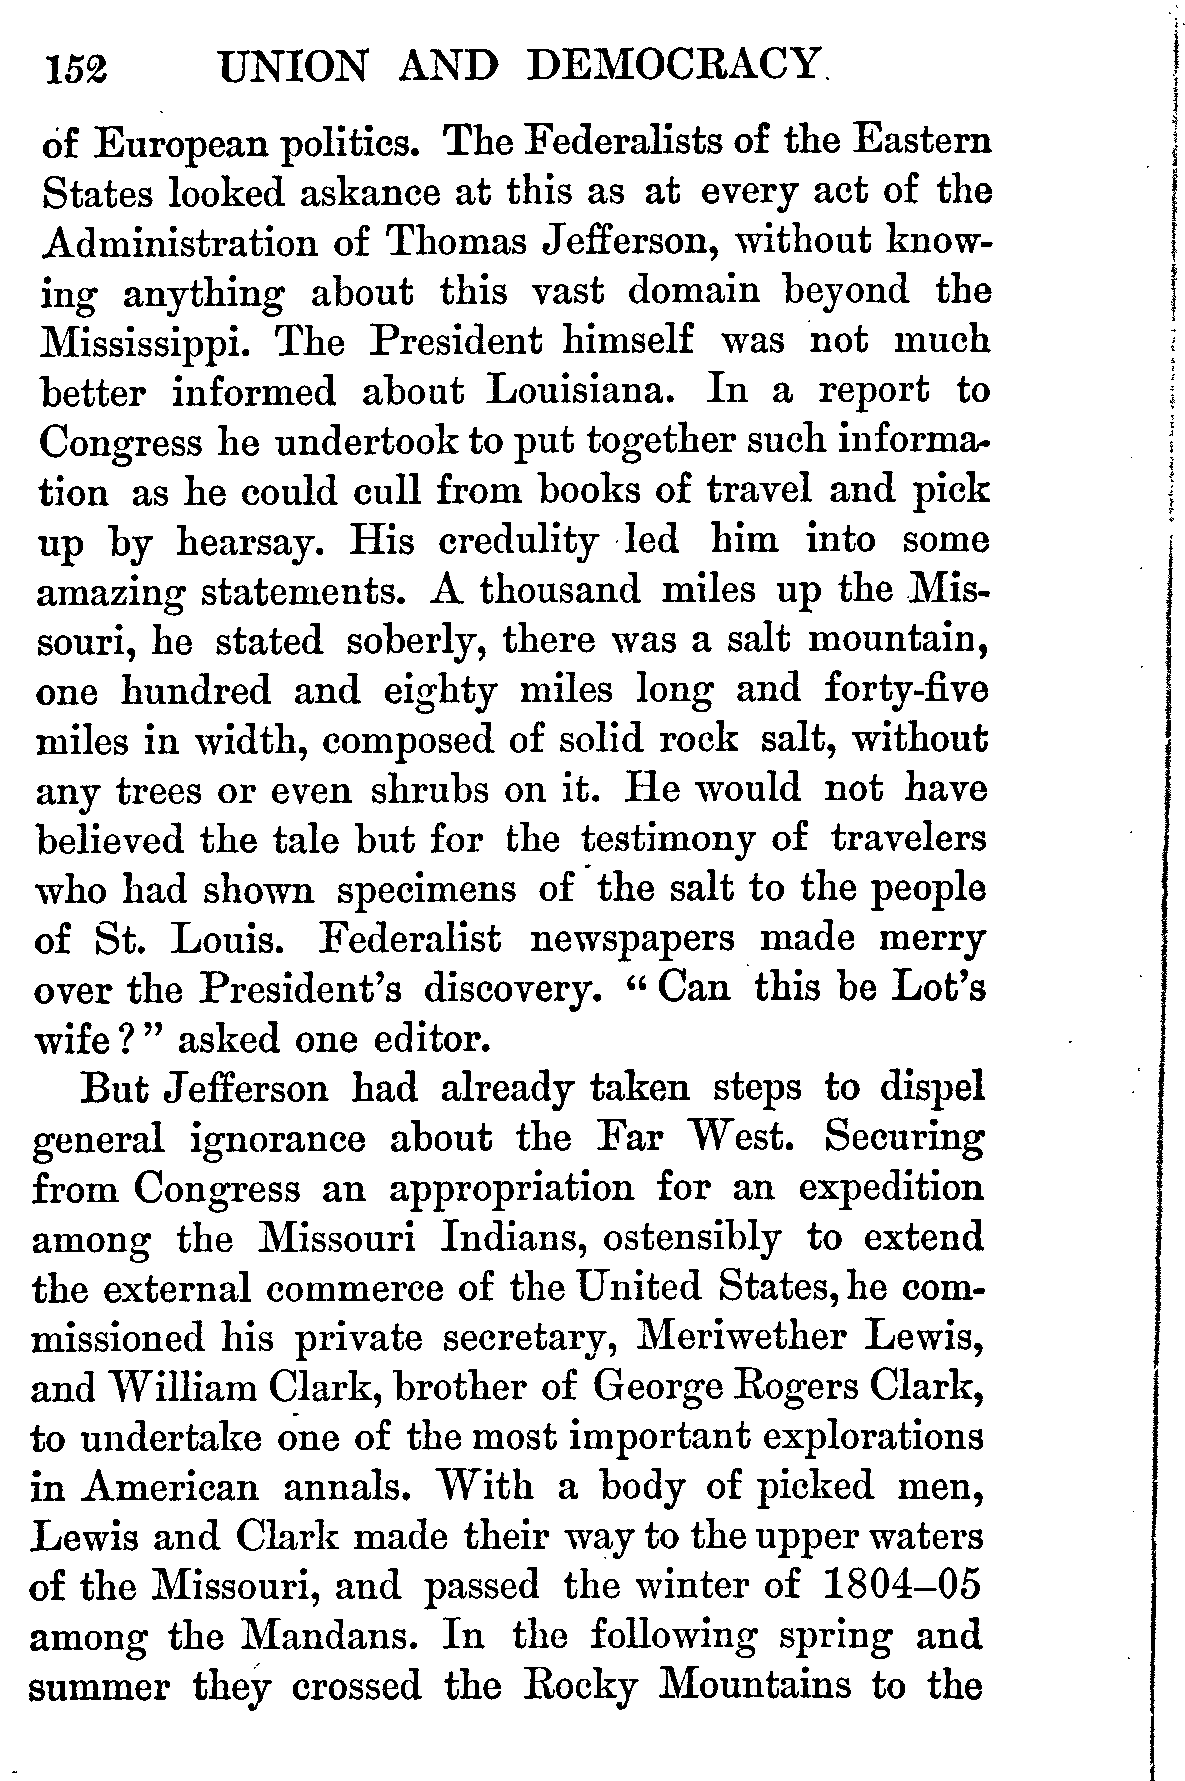 152 UNION AND DEMOCRACY.
of European politics. The Federalists of the Eastern
States looked askance at this as at every act of the
Administration of Thomas Jefferson, without know-
ing anything about this vast domain beyond the
Mississippi. The President himself was not much
better informed about Louisiana. In a report to
Congress he undertook to put together such informa-
tion as he could cull from books of travel and pick
up by hearsay. His credulity led him into some
amazing statements. A thousand miles up the Mis-
souri, he stated soberly, there was a salt mountain,
one hundred and eighty miles long and forty-five
miles in width, composed of solid rock salt, without
any trees or even shrubs on it. He would not have
believed the tale but for the testimony of travelers
who had shown specimens of the salt to the people
of St. Louis. Federalist newspapers made merry
over the President's discovery. "Can this be Lot's
wife?" asked one editor.
But Jefferson had already taken steps to dispel
general ignorance about the Far West. Securing
from Congress an appropriation for an expedition
among the Missouri Indians, ostensibly to extend
the external commerce of the United States, he com-
missioned his private secretary, Meriwether Lewis,
and William Clark, brother of George Rogers Clark,
to undertake one of the most important explorations
in American annals. With a body of picked men,
Lewis and Clark made their way to the upper waters
of the Missouri, and passed the winter of 1804–05
among the Mandans. In the following spring and
summer they crossed the Rocky Mountains to the